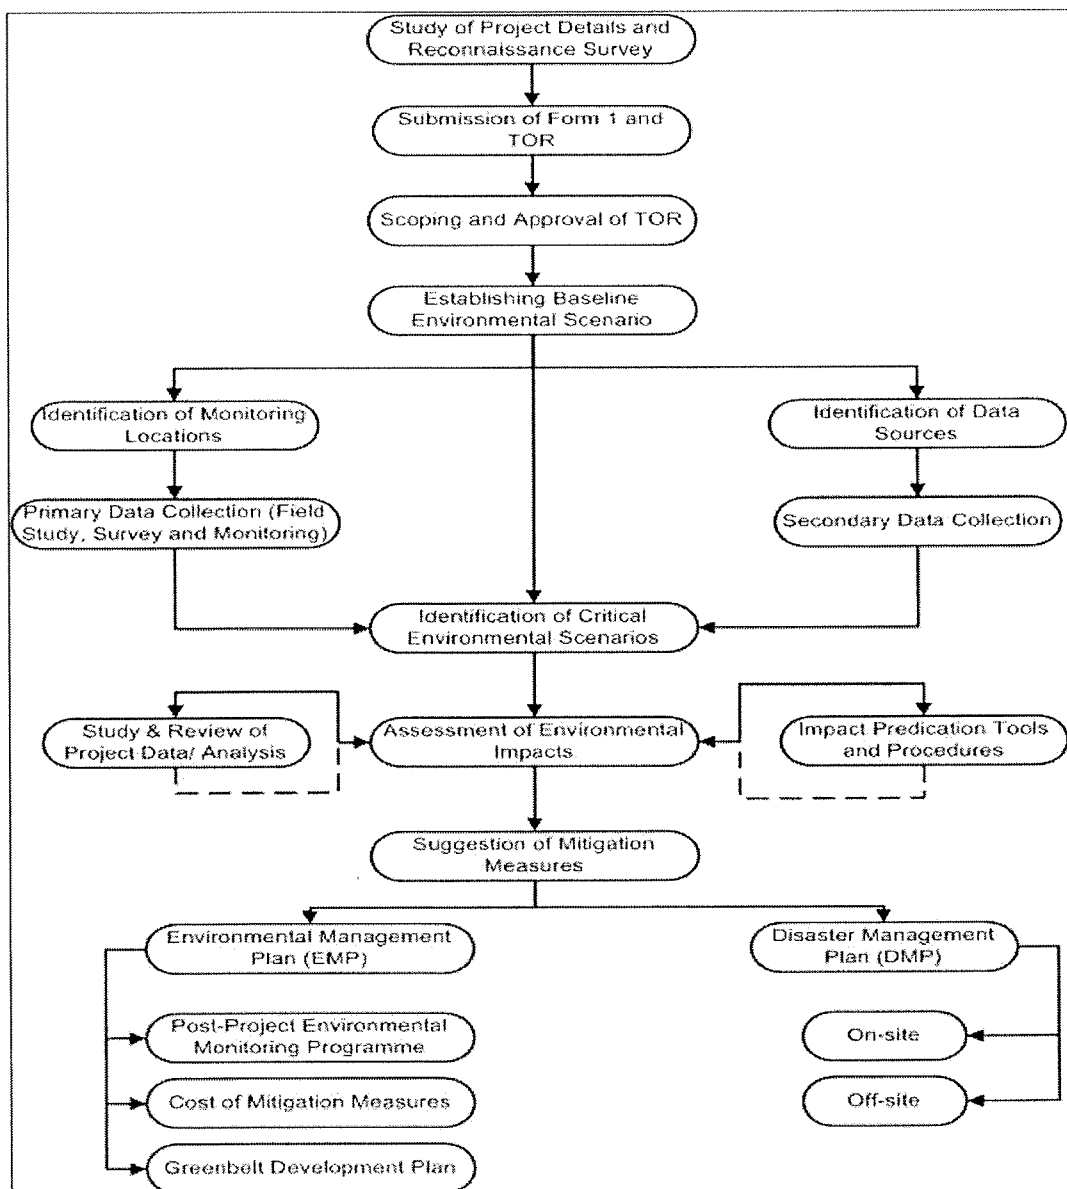 Study of Project Details and
Reconnaissance Survey
Submission of Form 1 and
TOR
Scoping and Approval of TOR
Establishing Baseline
Environmental Scenario
Identification of Monitoring
Locations
Identification of Data
Sources
Primary Data Collection (Field
Study, Survey and Monitoring)
Secondary Data Collection
Identification of Critical
Environmental Scenarios
Study & Review of
Project Data/ Analysis
Assessment of Environmental
Impacts
Impact Predication Tools
and Procedures
Suggestion of Mitigation
Measures
Environmental Management
Plan (EMP)
Disaster Management
Plan (DMP)
Post-Project Environmental
Monitoring Programme
On-site
Cost of Mitigation Measures
Off-site
Greenbelt Development Plan